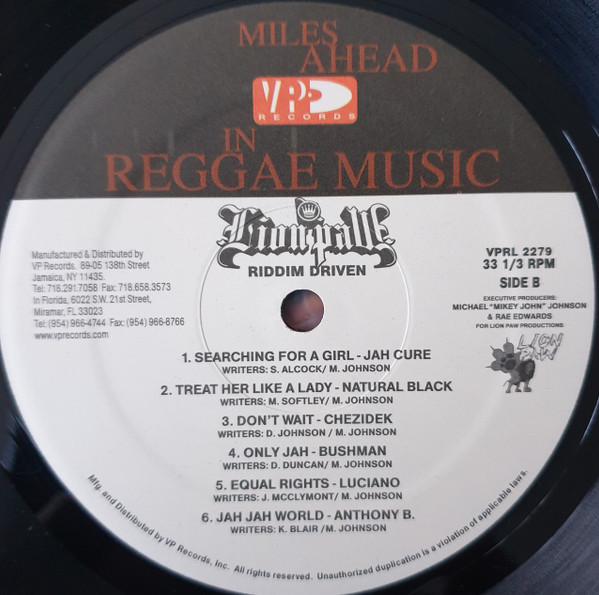 MILES
AHEAD
VP
RECORDS
IN
REGGAE MUSIC
Lion paw
RIDDIM DRIVEN
Manufactured & Distributed by
VP Records. 89-05 138th Street
Jamaica, NY 11435.
Tel: 718.291.7058 Fax: 718.658.3573
In Florida, 6022 S.W. 21st Street,
Miramar, FL 33023
Tel: (954) 966-4744 Fax: (954) 966-8766
www.vprecords.com
VPRL 2279
33 1/3 RPM
SIDE B
EXECUTIVE PRODUCERS:
MICHAEL "MIKEY JOHN" JOHNSON
& RAE EDWARDS
FOR LION PAW PRODUCTIONS
LION
PAW
1. SEARCHING FOR A GIRL - JAH CURE
WRITERS: S. ALCOCK/ M. JOHNSON
2. TREAT HER LIKE A LADY - NATURAL BLACK
WRITERS: M. SOFTLEY/ M. JOHNSON
3. DON'T WAIT - CHEZIDEK
WRITERS: D. JOHNSON / M. JOHNSON
4. ONLY JAH - BUSHMAN
WRITERS: D. DUNCAN/ M. JOHNSON
5. EQUAL RIGHTS - LUCIANO
WRITERS: J. MCCLYMONT/ M. JOHNSON
6. JAH JAH WORLD - ANTHONY B.
WRITERS: K. BLAIR /M. JOHNSON
Mfg. and Distributed by VP Records, Inc. All rights reserved. Unauthorized duplication is a violation of applicable laws.